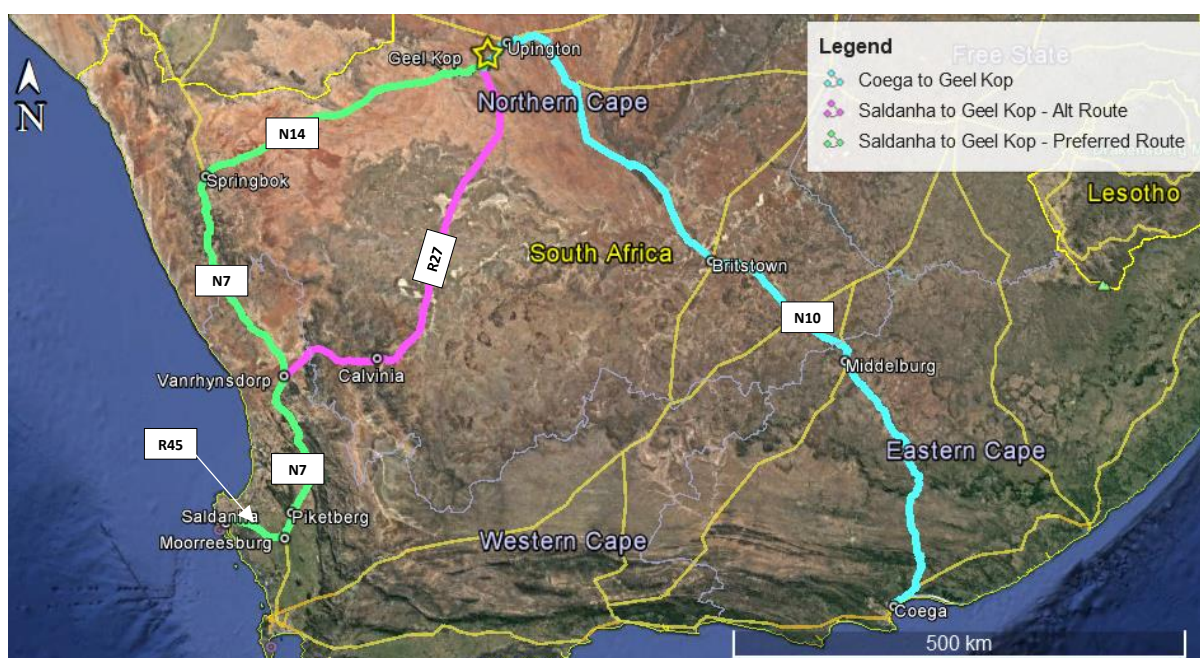 Legend
Coega to Geel Kop
Saldanha to Geel Kop - Alt Route
Saldanha to Geel Kop - Preferred Route
Free State
N
Geel Kop
Upington
Northern Cape
N14
Springbok
Lesotho
R27
South Africa
N7
Britstown
N10
Vanrhynsdorp
Calvinia
Middelburg
R45
N7
Eastern Cape
Saldanha
Piketberg
Moorreesburg
Western Cape
Coega
500 km